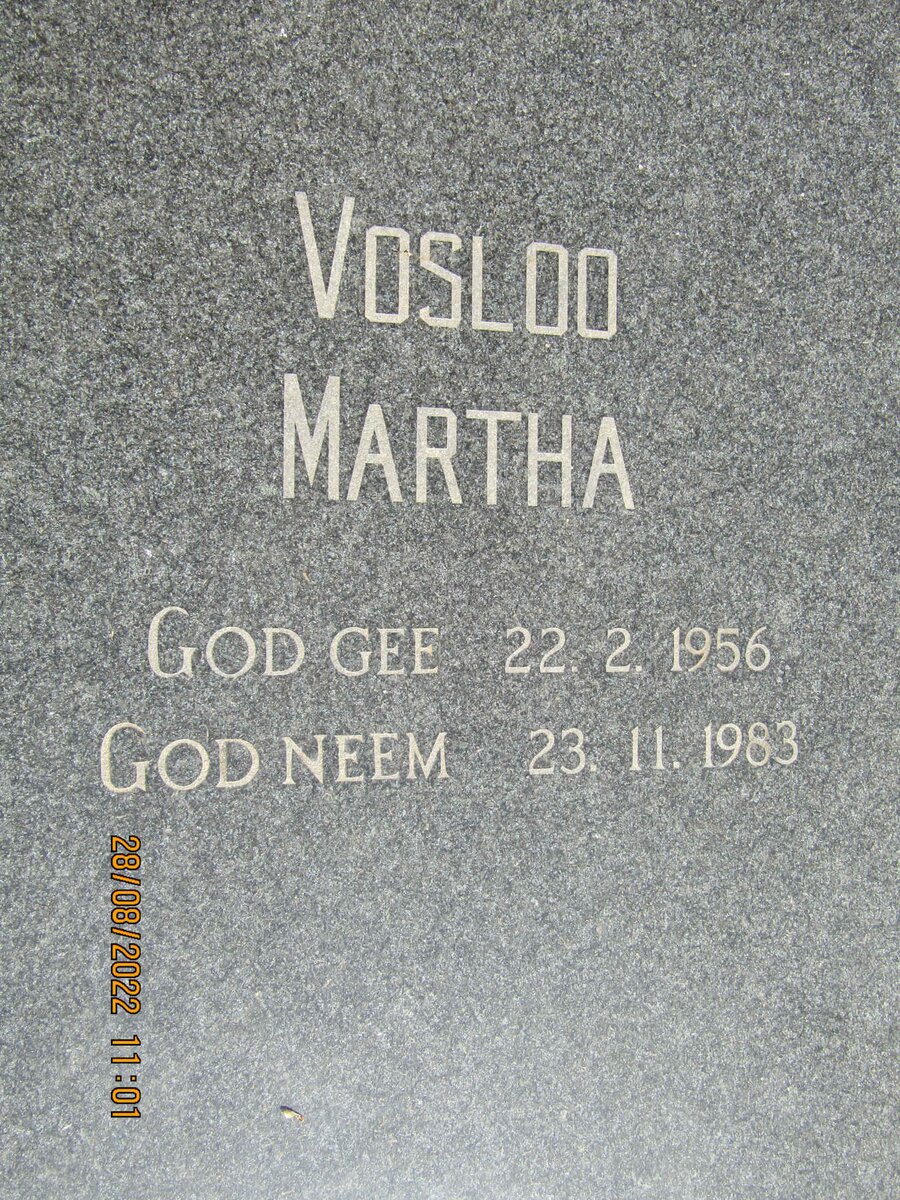 VOSLOO
MARTHA
GOD GEE 22. 2. 1956
GOD NEEM 23. 11. 1983
28/08/2022 11:01